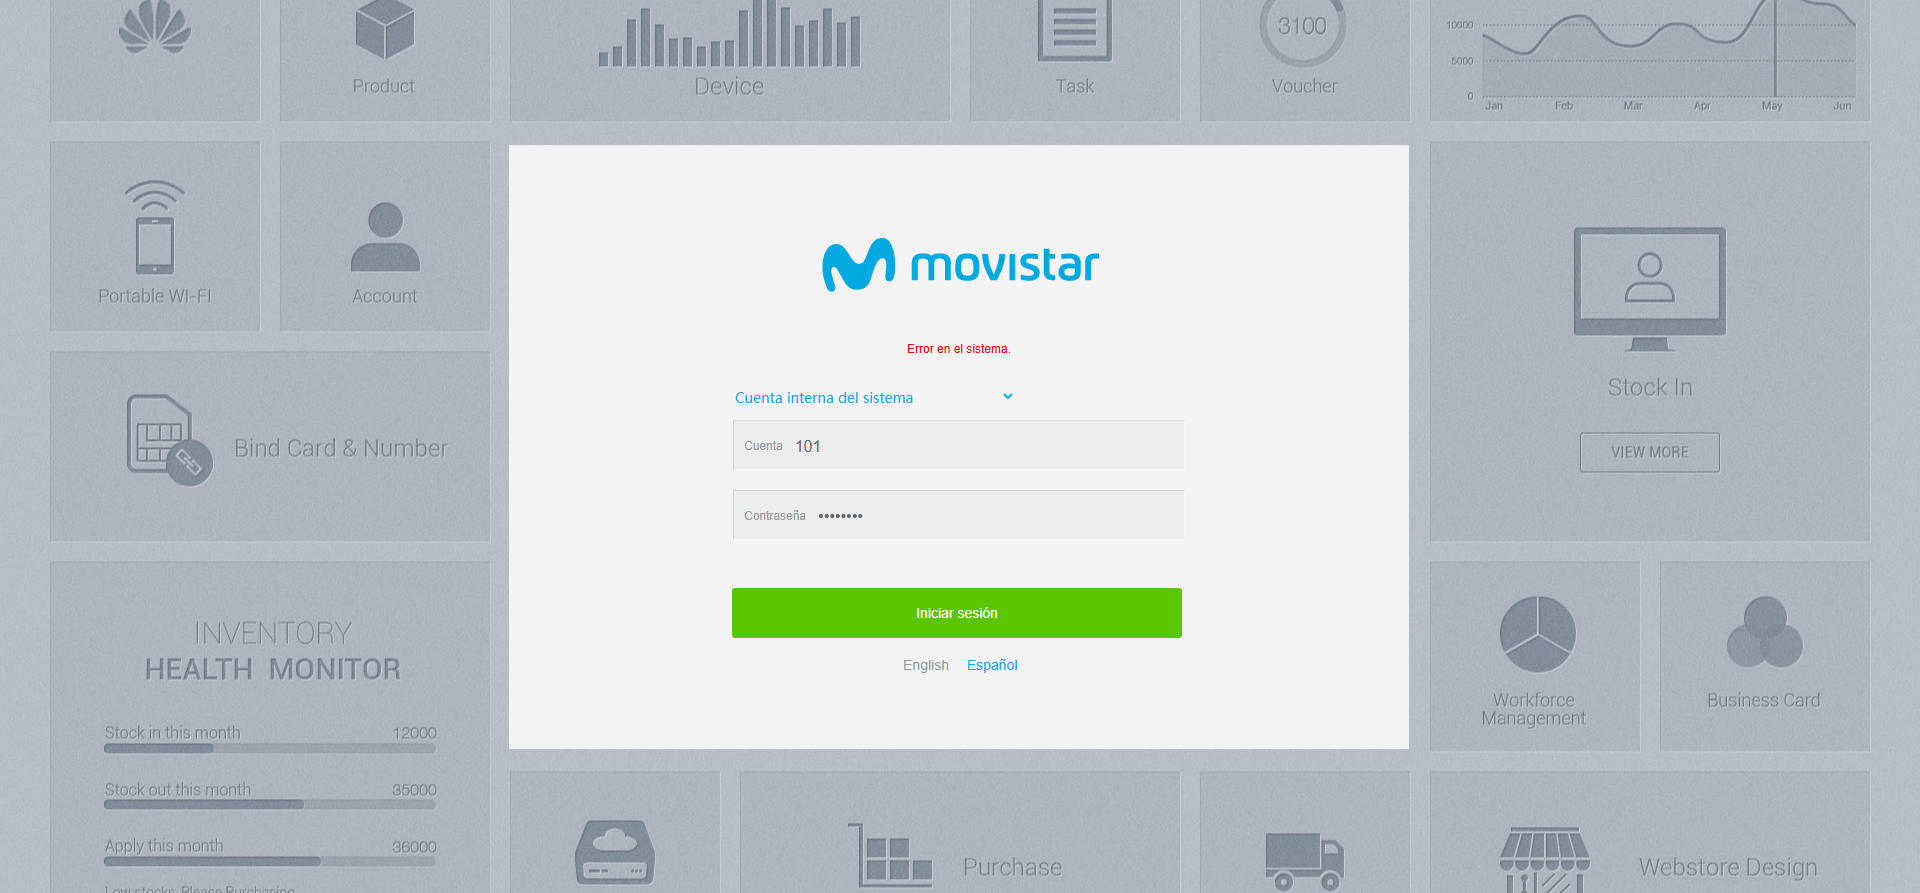 3100
Product
Device
Task
Voucher
10000
5000
0
Jan Feb Mar Apr May Jun
Portable WI-FI
Account
movistar
Error en el sistema.
Cuenta interna del sistema
Cuenta 101
Contraseña ••••••••
Iniciar sesión
English Español
Stock In
VIEW MORE
Bind Card & Number
INVENTORY
HEALTH MONITOR
Stock in this month 12000
Stock out this month 35000
Apply this month 36000
Low stocks, Please Purchasing
Workforce
Management
Business Card
Purchase
Webstore Design